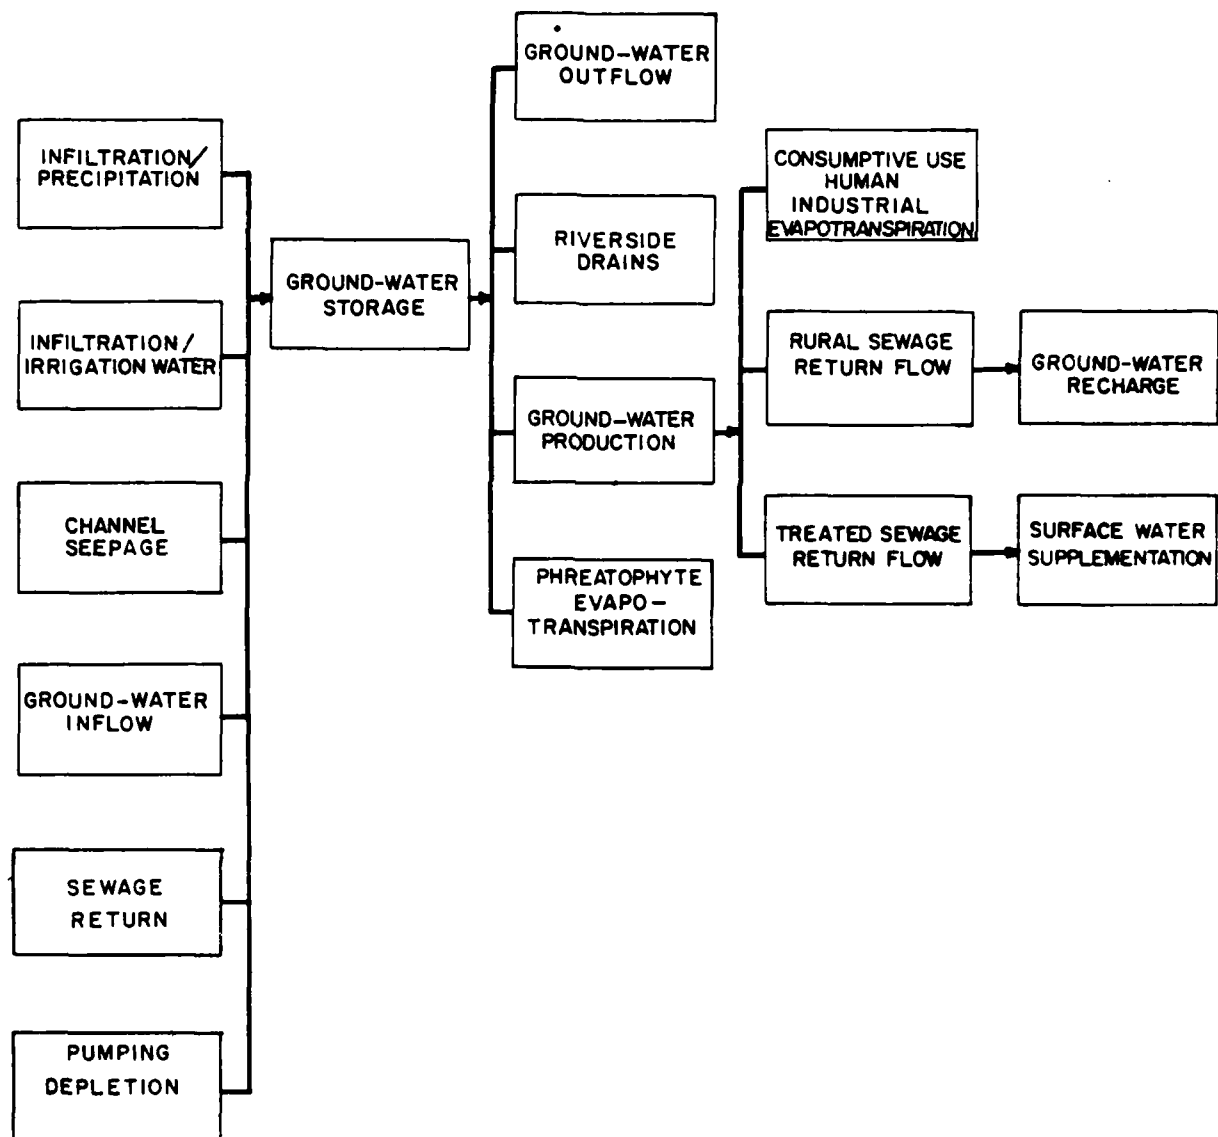 INFILTRATION/
PRECIPITATION
INFILTRATION/
IRRIGATION WATER
CHANNEL
SEEPAGE
GROUND-WATER
INFLOW
SEWAGE
RETURN
PUMPING
DEPLETION
GROUND-WATER
STORAGE
GROUND-WATER
OUTFLOW
RIVERSIDE
DRAINS
GROUND-WATER
PRODUCTION
PHREATOPHYTE
EVAPO-
TRANSPIRATION
CONSUMPTIVE USE
HUMAN
INDUSTRIAL
EVAPOTRANSPIRATION
RURAL SEWAGE
RETURN FLOW
TREATED SEWAGE
RETURN FLOW
GROUND-WATER
RECHARGE
SURFACE WATER
SUPPLEMENTATION